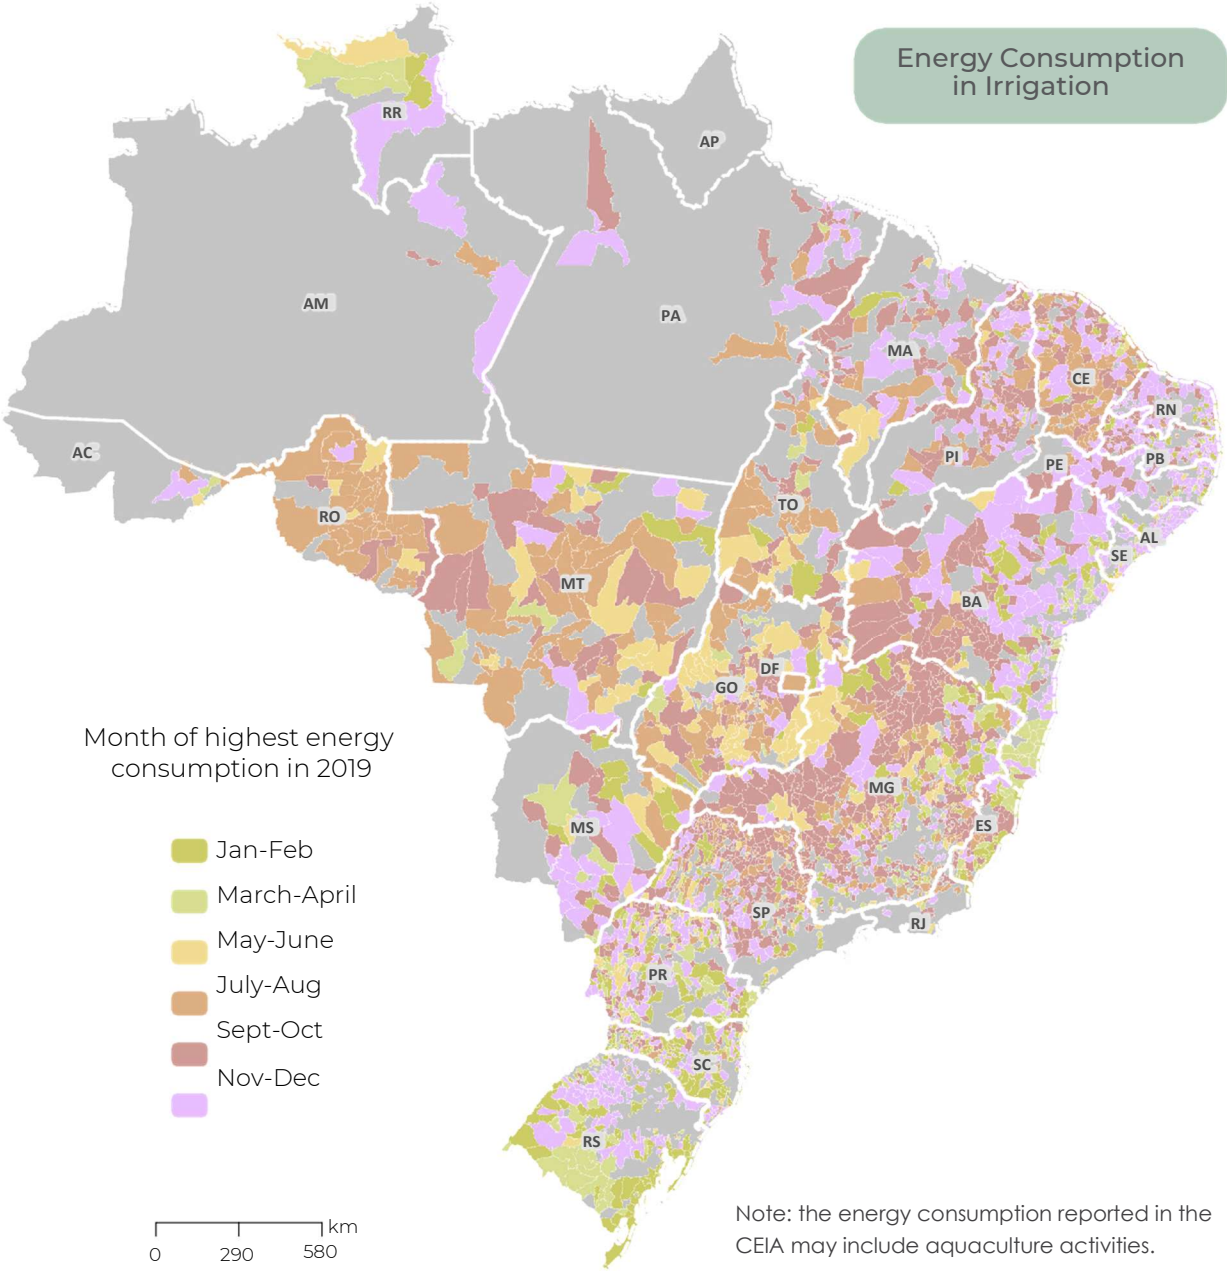 Energy Consumption
in Irrigation
RR
AP
AM
PA
MA
CE
RN
AC
PI
PE
PB
TO
RO
AL
SE
MT
BA
DF
GO
Month of highest energy
consumption in 2019
MG
MS
ES
Jan-Feb
March-April
SP
RJ
May-June
PR
July-Aug
Sept-Oct
SC
Nov-Dec
RS
km
0 290 580
Note: the energy consumption reported in the
CEIA may include aquaculture activities.